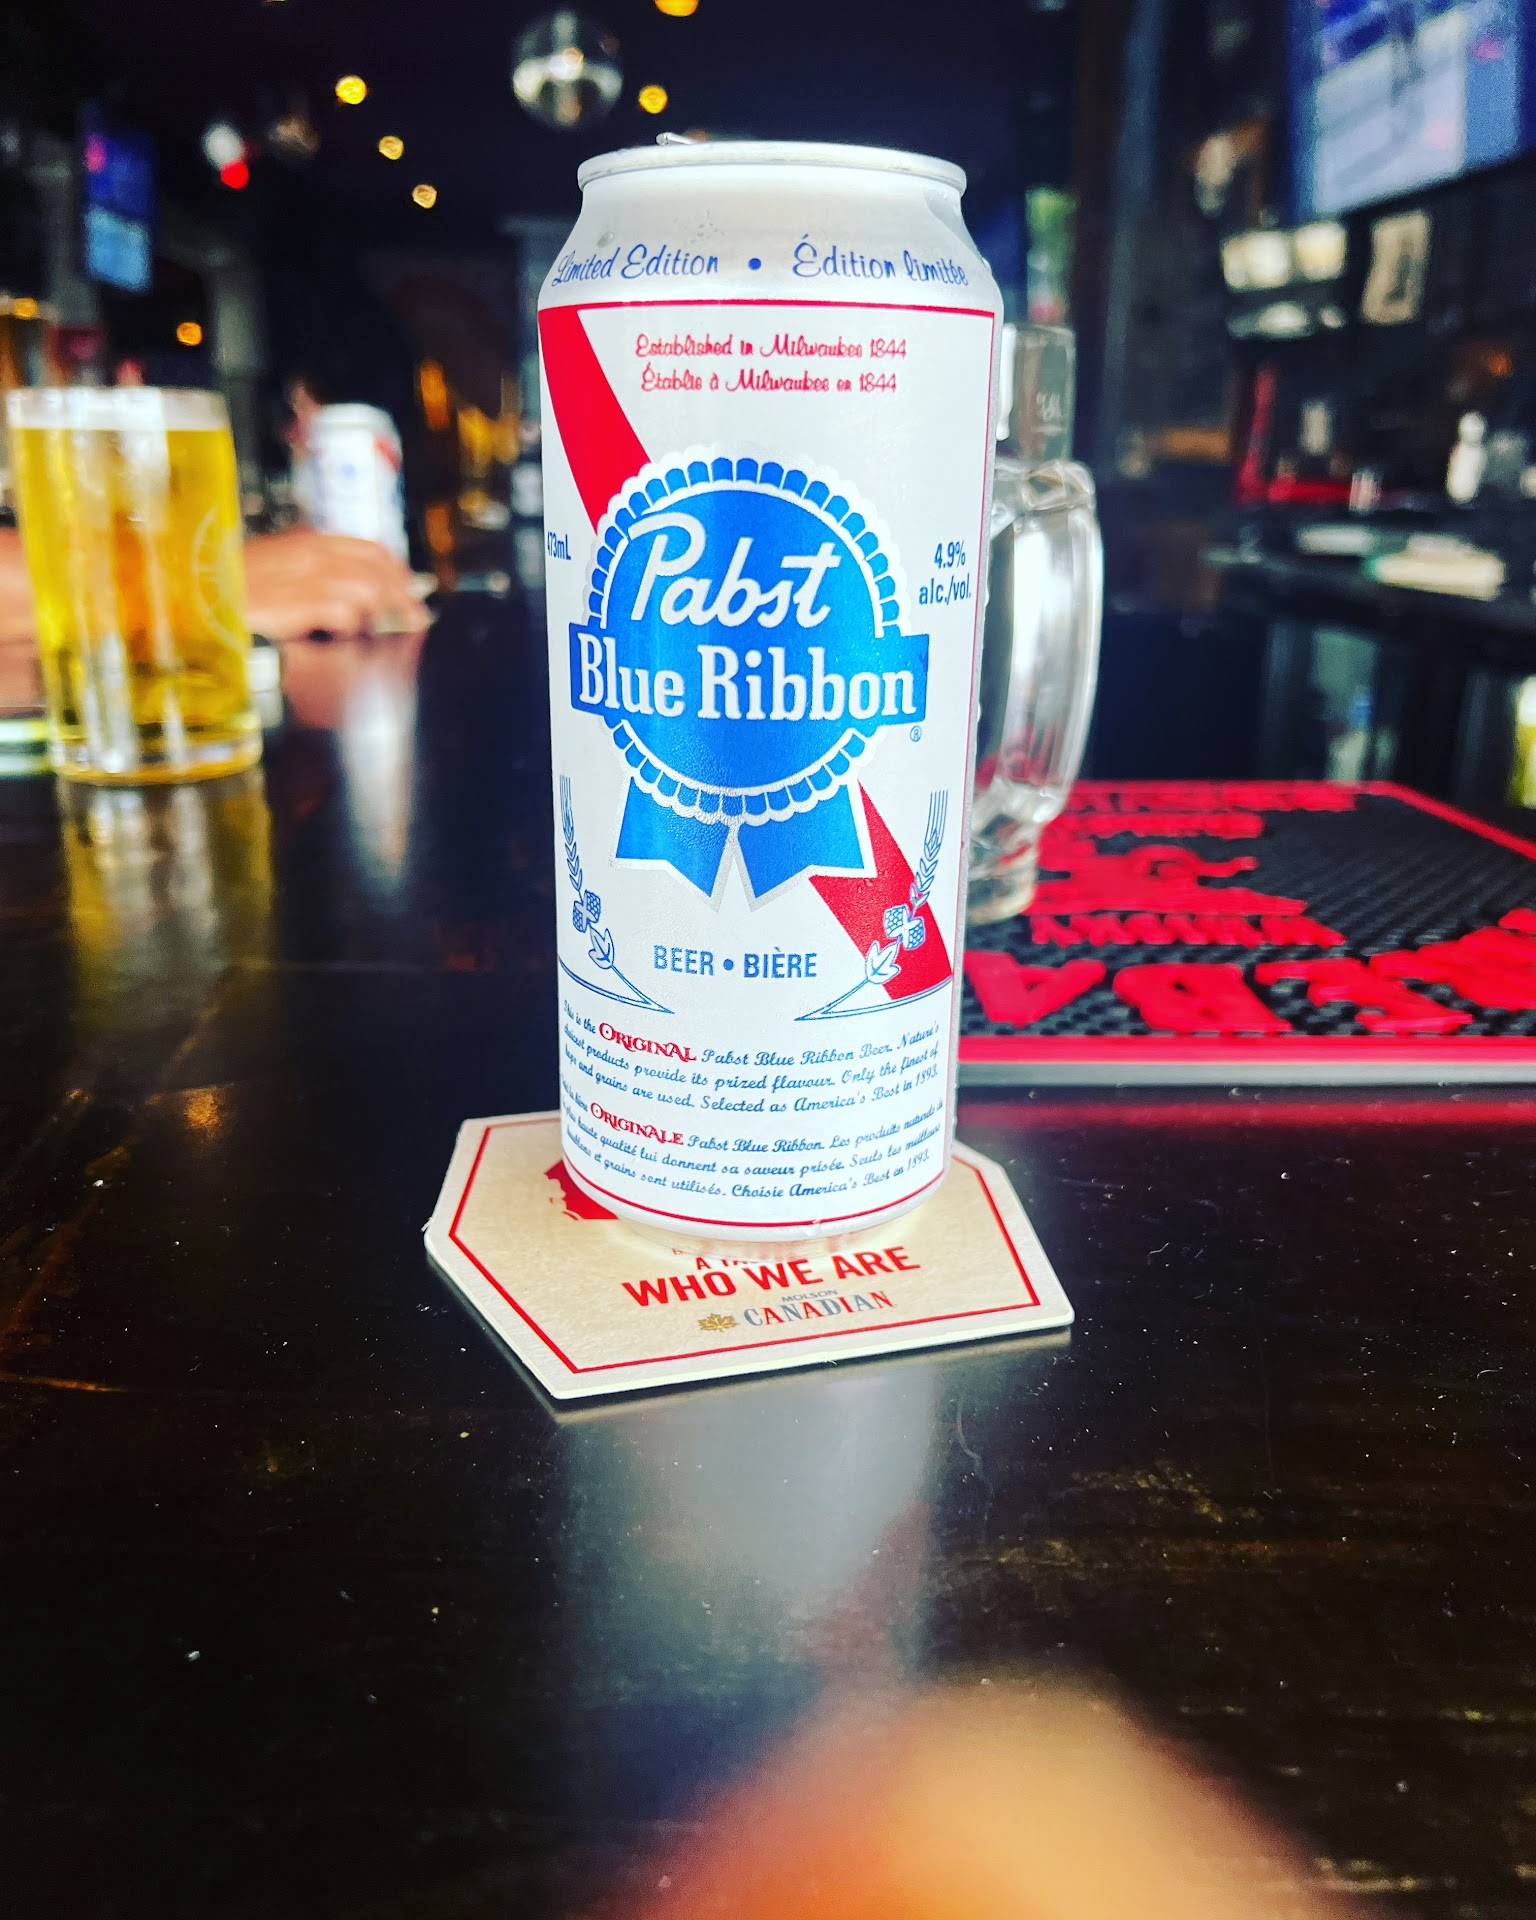 Limited Edition • Édition limitée
Established in Milwaukee 1844
Établie à Milwaukee en 1844
473mL
4.9%
alc./vol.
Pabst
Blue Ribbon
®
BEER • BIÈRE
This is the ORIGINAL Pabst Blue Ribbon Beer. Nature's
choicest products provide its prized flavour. Only the finest of
hops and grains are used. Selected as America's Best in 1893.
ORIGINALE Pabst Blue Ribbon. Les produits naturels de
plus haute qualité lui donnent sa saveur prisée. Seuls les meilleurs
houblons et grains sont utilisés. Choisie America's Best en 1893.
A
WHO WE ARE
MOLSON
CANADIAN